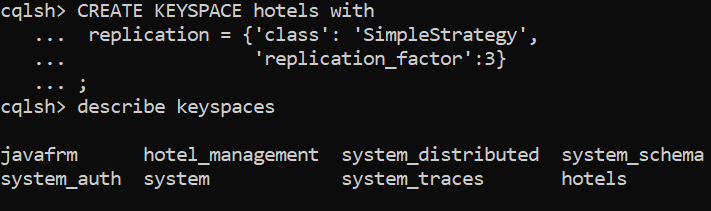 cqlsh> CREATE KEYSPACE hotels with
   ...  replication = {'class': 'SimpleStrategy',
   ...                 'replication_factor':3}
   ... ;
cqlsh> describe keyspaces
javafrm      hotel_management  system_distributed  system_schema
system_auth  system            system_traces       hotels